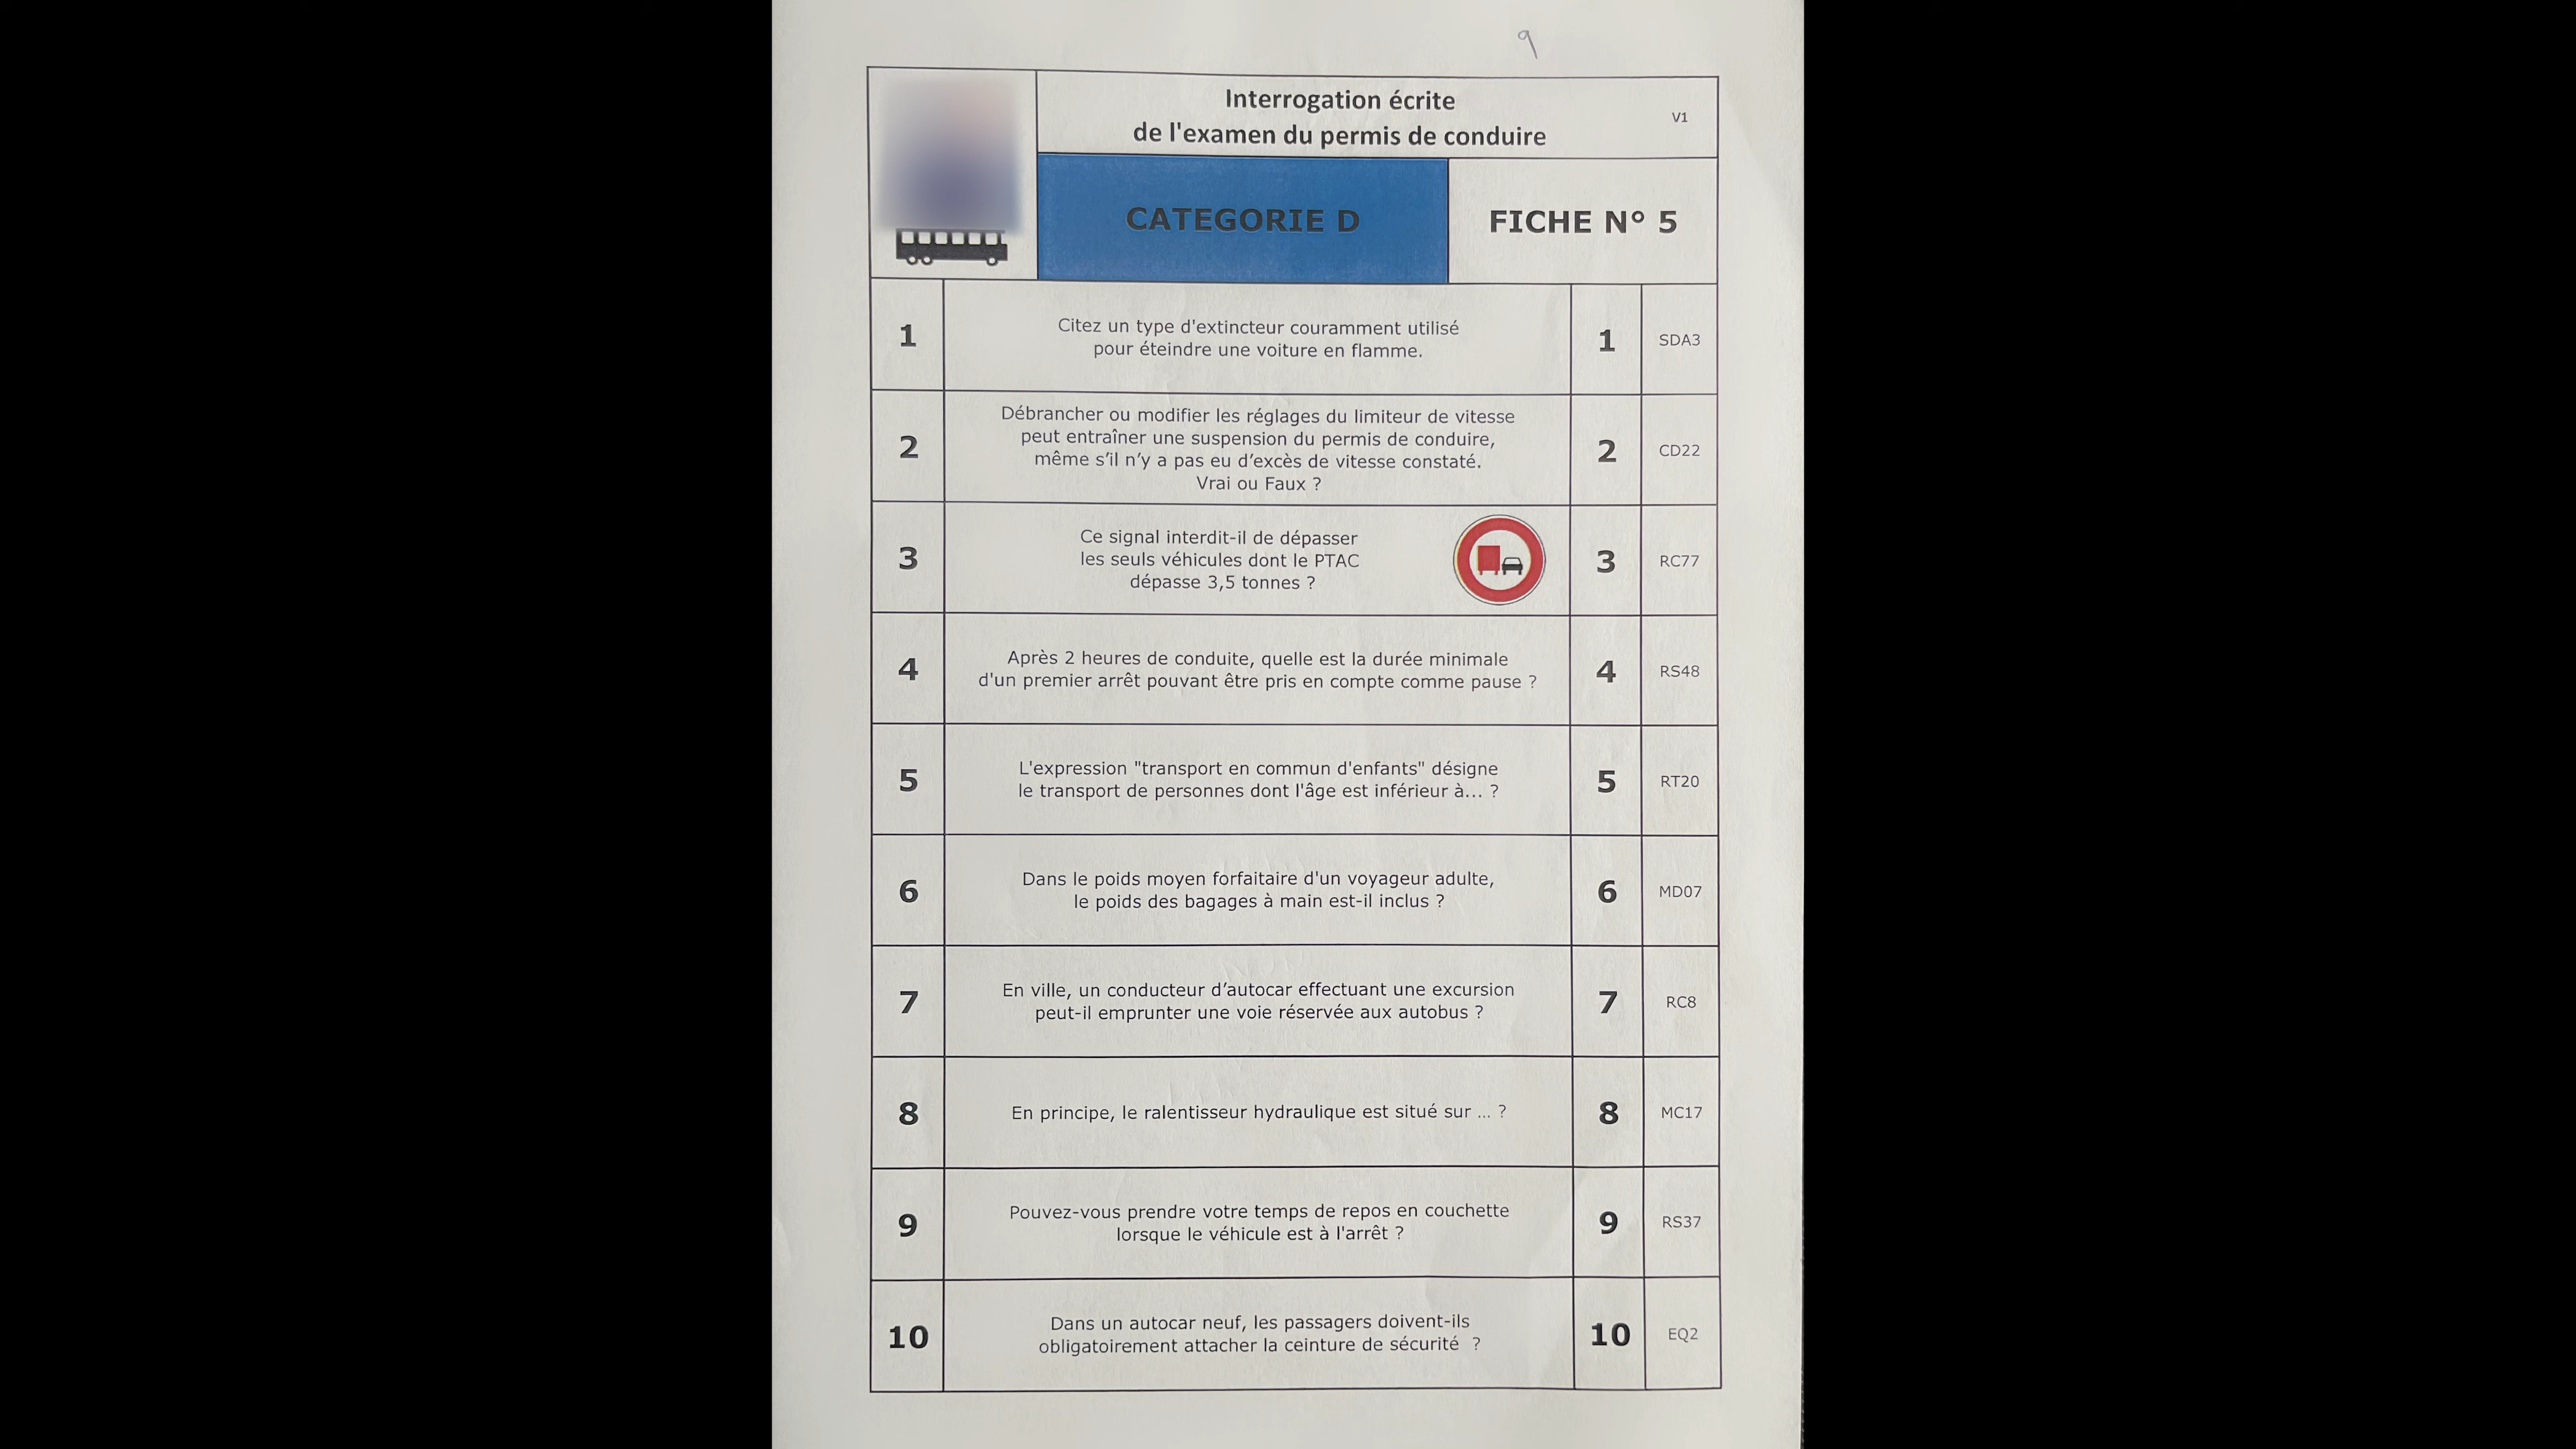 9
Interrogation écrite
de l'examen du permis de conduire
V1
CATEGORIE D
FICHE N° 5
1
Citez un type d'extincteur couramment utilisé
pour éteindre une voiture en flamme.
1
SDA3
2
Débrancher ou modifier les réglages du limiteur de vitesse
peut entraîner une suspension du permis de conduire,
même s’il n’y a pas eu d’excès de vitesse constaté.
Vrai ou Faux ?
2
CD22
3
Ce signal interdit-il de dépasser
les seuls véhicules dont le PTAC
dépasse 3,5 tonnes ?
3
RC77
4
Après 2 heures de conduite, quelle est la durée minimale
d'un premier arrêt pouvant être pris en compte comme pause ?
4
RS48
5
L'expression "transport en commun d'enfants" désigne
le transport de personnes dont l'âge est inférieur à... ?
5
RT20
6
Dans le poids moyen forfaitaire d'un voyageur adulte,
le poids des bagages à main est-il inclus ?
6
MD07
7
En ville, un conducteur d’autocar effectuant une excursion
peut-il emprunter une voie réservée aux autobus ?
7
RC8
8
En principe, le ralentisseur hydraulique est situé sur ... ?
8
MC17
9
Pouvez-vous prendre votre temps de repos en couchette
lorsque le véhicule est à l'arrêt ?
9
RS37
10
Dans un autocar neuf, les passagers doivent-ils
obligatoirement attacher la ceinture de sécurité ?
10
EQ2